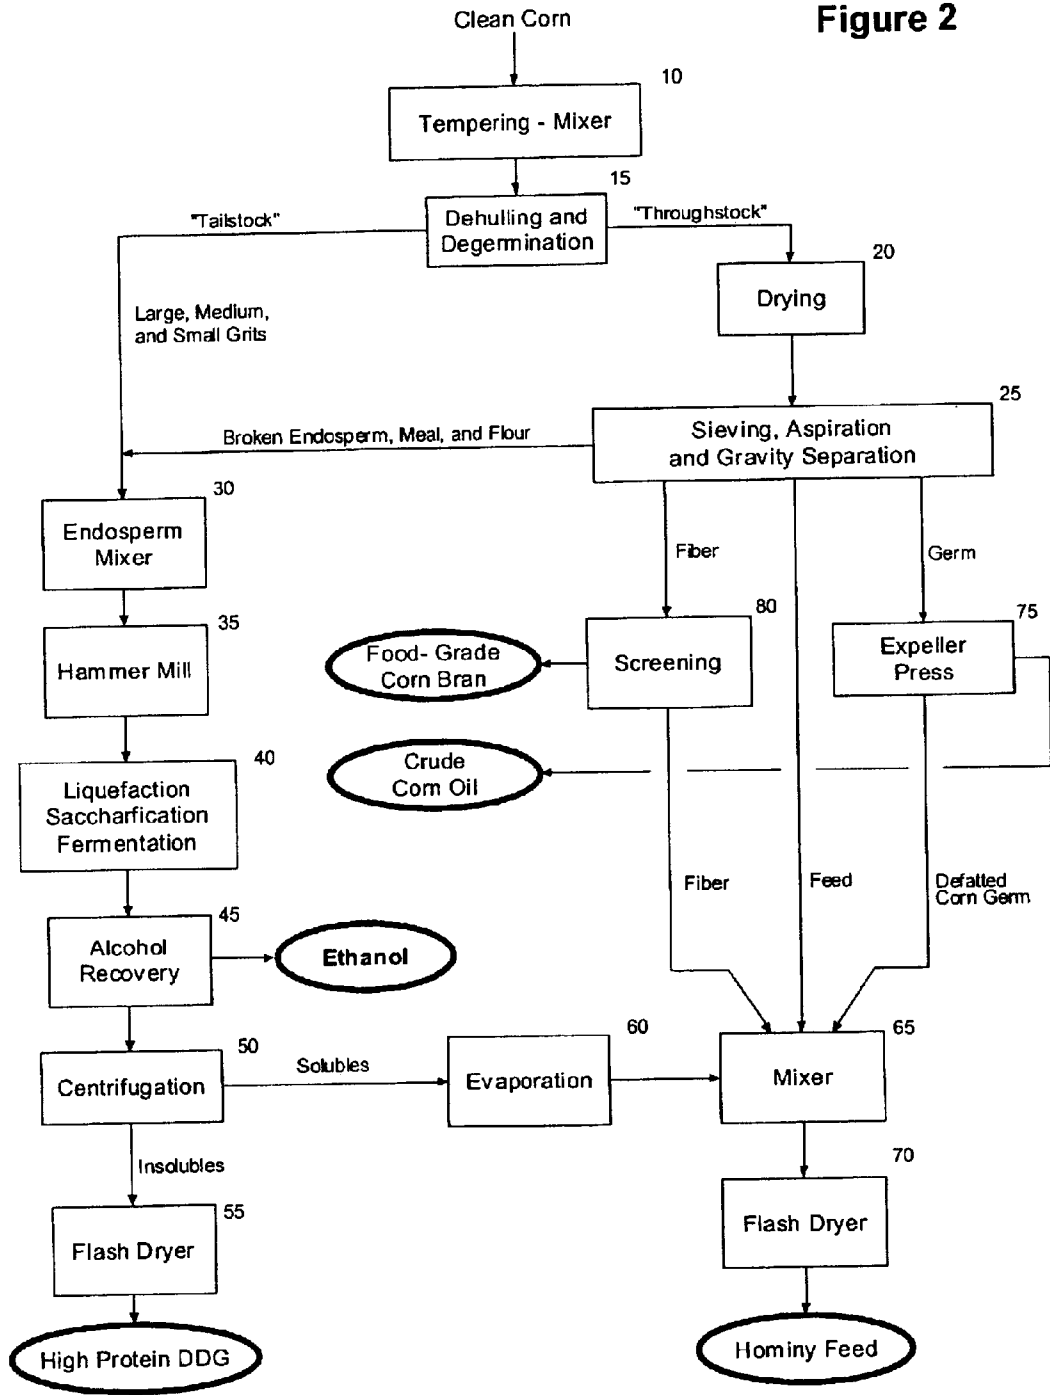 Figure 2
Clean Corn
10
Tempering - Mixer
15
"Tailstock"
Dehulling and
Degermination
"Throughstock"
20
Drying
Large, Medium,
and Small Grits
25
Sieving, Aspiration
and Gravity Separation
Broken Endosperm, Meal, and Flour
30
Endosperm
Mixer
Fiber
Germ
35
Hammer Mill
80
Screening
75
Expeller
Press
Food- Grade
Corn Bran
Crude
Corn Oil
40
Liquefaction
Saccharfication
Fermentation
Fiber
Feed
Defatted
Corn Germ
45
Alcohol
Recovery
Ethanol
50
Centrifugation
Solubles
60
Evaporation
65
Mixer
Insolubles
70
Flash Dryer
55
Flash Dryer
High Protein DDG
Hominy Feed